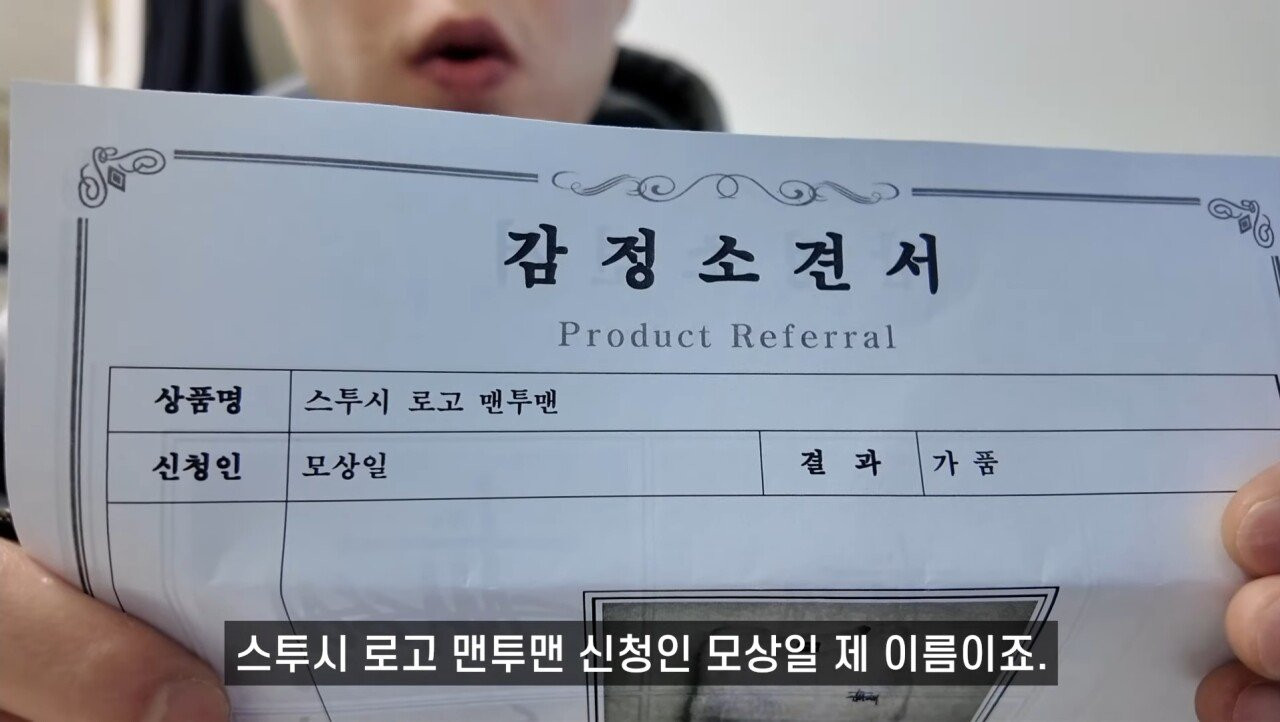 감정소견서
Product Referral
상품명 스투시 로고 맨투맨
신청인 모상일 결 과 가 품
스투시 로고 맨투맨 신청인 모상일 제 이름이죠.